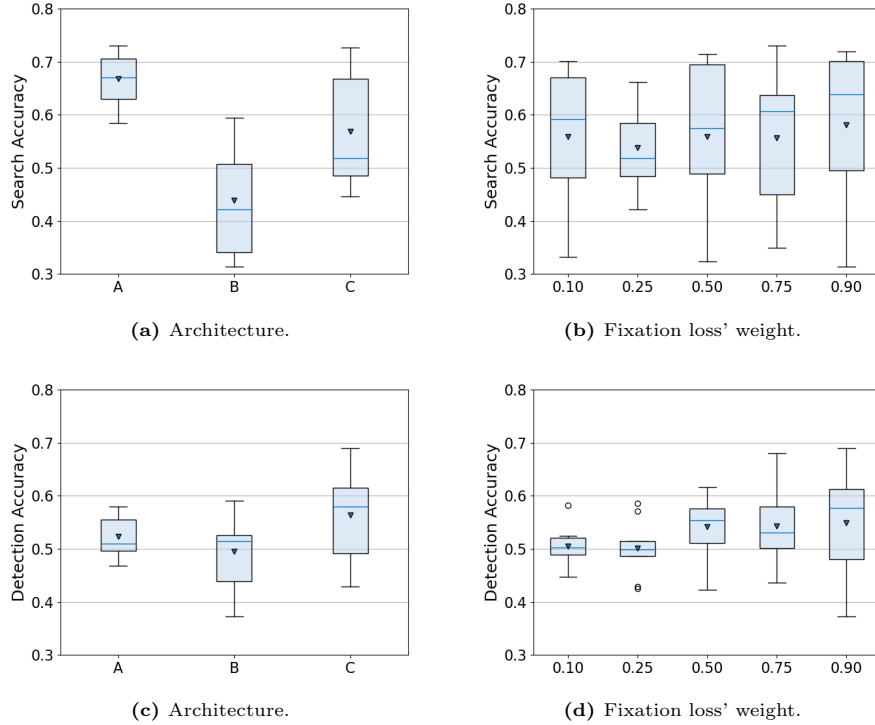 0.8
0.7
0.6
0.5
0.4
0.3
Search Accuracy
A B C
(a) Architecture.
0.8
0.7
0.6
0.5
0.4
0.3
Search Accuracy
0.10 0.25 0.50 0.75 0.90
(b) Fixation loss' weight.
0.8
0.7
0.6
0.5
0.4
0.3
Detection Accuracy
A B C
(c) Architecture.
0.8
0.7
0.6
0.5
0.4
0.3
Detection Accuracy
0.10 0.25 0.50 0.75 0.90
(d) Fixation loss' weight.